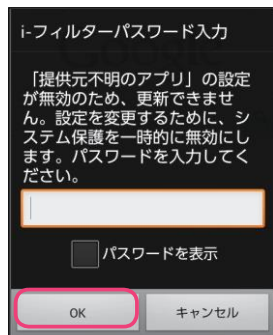 i-フィルターパスワード入力
「提供元不明のアプリ」の設定
が無効のため、更新できませ
ん。設定を変更するために、シ
ステム保護を一時的に無効にし
ます。パスワードを入力してく
ださい。
パスワードを表示
OK
キャンセル